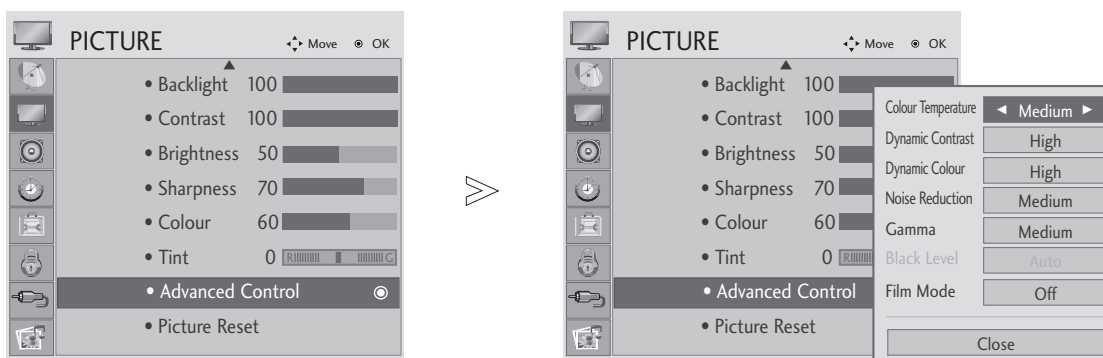 PICTURE Move OK
• Backlight 100
• Contrast 100
• Brightness 50
• Sharpness 70
• Colour 60
• Tint 0 R G
• Advanced Control
• Picture Reset
PICTURE Move OK
• Backlight 100
• Contrast 100
• Brightness 50
• Sharpness 70
• Colour 60
• Tint 0 R
• Advanced Control
• Picture Reset
Colour Temperature ◄ Medium ►
Dynamic Contrast High
Dynamic Colour High
Noise Reduction Medium
Gamma Medium
Black Level Auto
Film Mode Off
Close